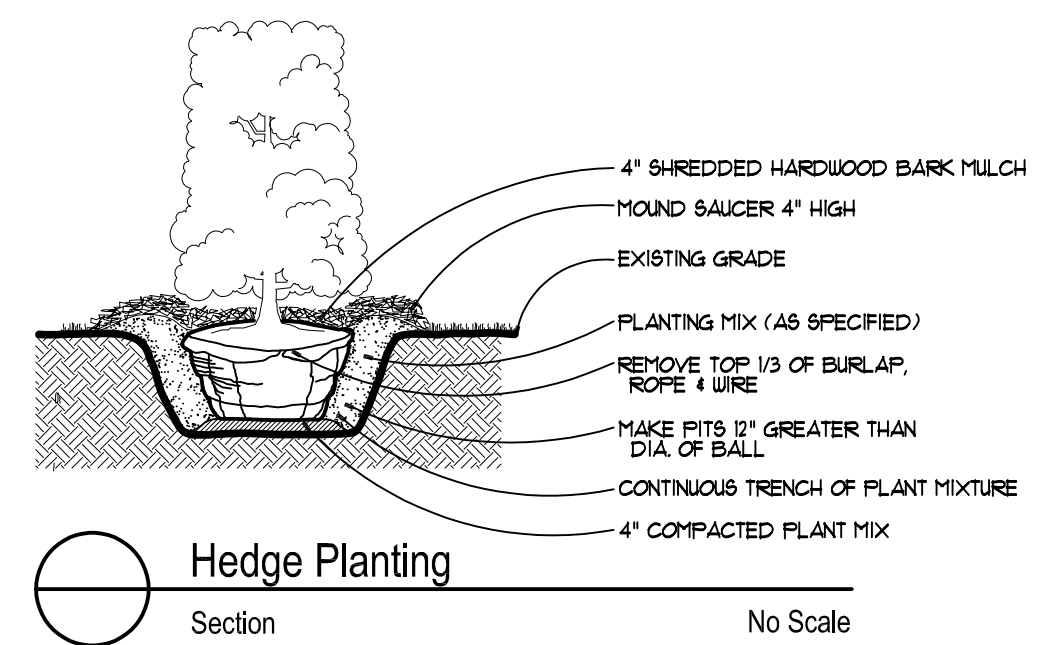 4" SHREDDED HARDWOOD BARK MULCH
MOUND SAUCER 4" HIGH
EXISTING GRADE
PLANTING MIX (AS SPECIFIED)
REMOVE TOP 1/3 OF BURLAP,
ROPE & WIRE
MAKE PITS 12" GREATER THAN
DIA. OF BALL
CONTINUOUS TRENCH OF PLANT MIXTURE
4" COMPACTED PLANT MIX
Hedge Planting
Section
No Scale